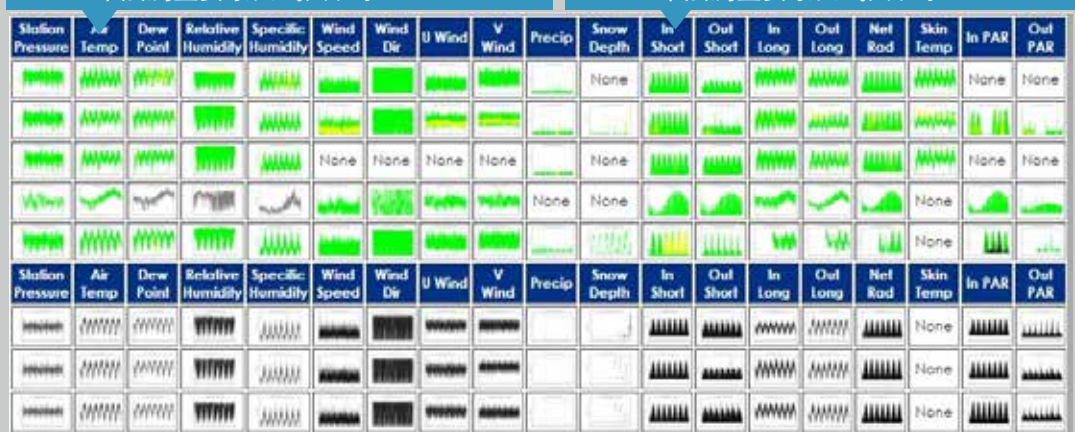 Station Pressure Air Temp Dew Point Relative Humidity Specific Humidity Wind Speed Wind Dir U Wind V Wind Precip Snow Depth In Short Out Short In Long Out Long Net Rad Skin Temp In PAR Out PAR
None None None
None None None None None None None
None None None
None
Station Pressure Air Temp Dew Point Relative Humidity Specific Humidity Wind Speed Wind Dir U Wind V Wind Precip Snow Depth In Short Out Short In Long Out Long Net Rad Skin Temp In PAR Out PAR
None
None
None